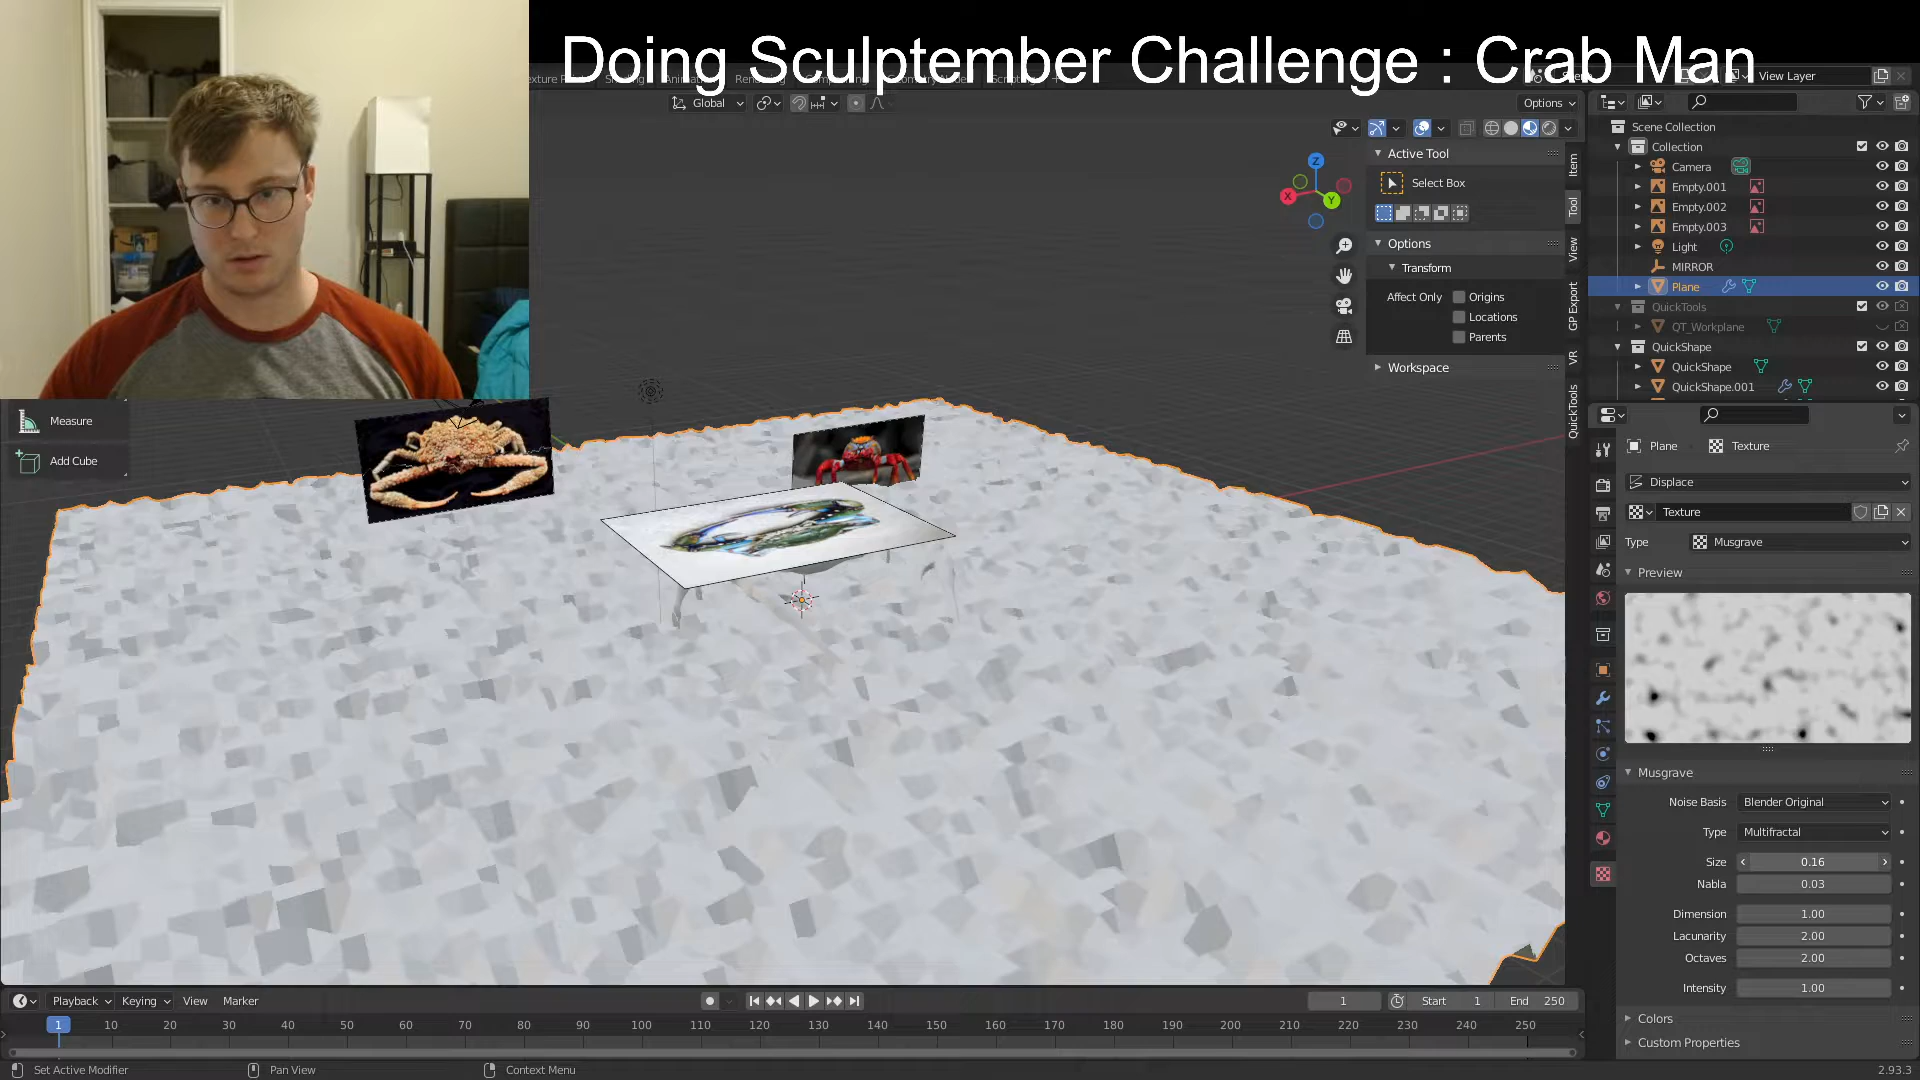 Doing Sculptember Challenge : Crab Man
View Layer
Global
Options
Measure
Add Cube
Active Tool
Select Box
Options
Transform
Affect Only
Origins
Locations
Parents
Workspace
Item
Tool
View
GP Export
VR
QuickTools
Z
X
Y
Scene Collection
Collection
Camera
Empty.001
Empty.002
Empty.003
Light
MIRROR
Plane
QuickTools
QT_Workplane
QuickShape
QuickShape
QuickShape.001
Plane
Texture
Displace
Texture
Type
Musgrave
Preview
Musgrave
Noise Basis
Blender Original
Type
Multifractal
Size
0.16
Nabla
0.03
Dimension
1.00
Lacunarity
2.00
Octaves
2.00
Intensity
1.00
Colors
Custom Properties
Playback
Keying
View
Marker
1
Start
1
End
250
1
10
20
30
40
50
60
70
80
90
100
110
120
130
140
150
160
170
180
190
200
210
220
230
240
250
Set Active Modifier
Pan View
Context Menu
2.93.3